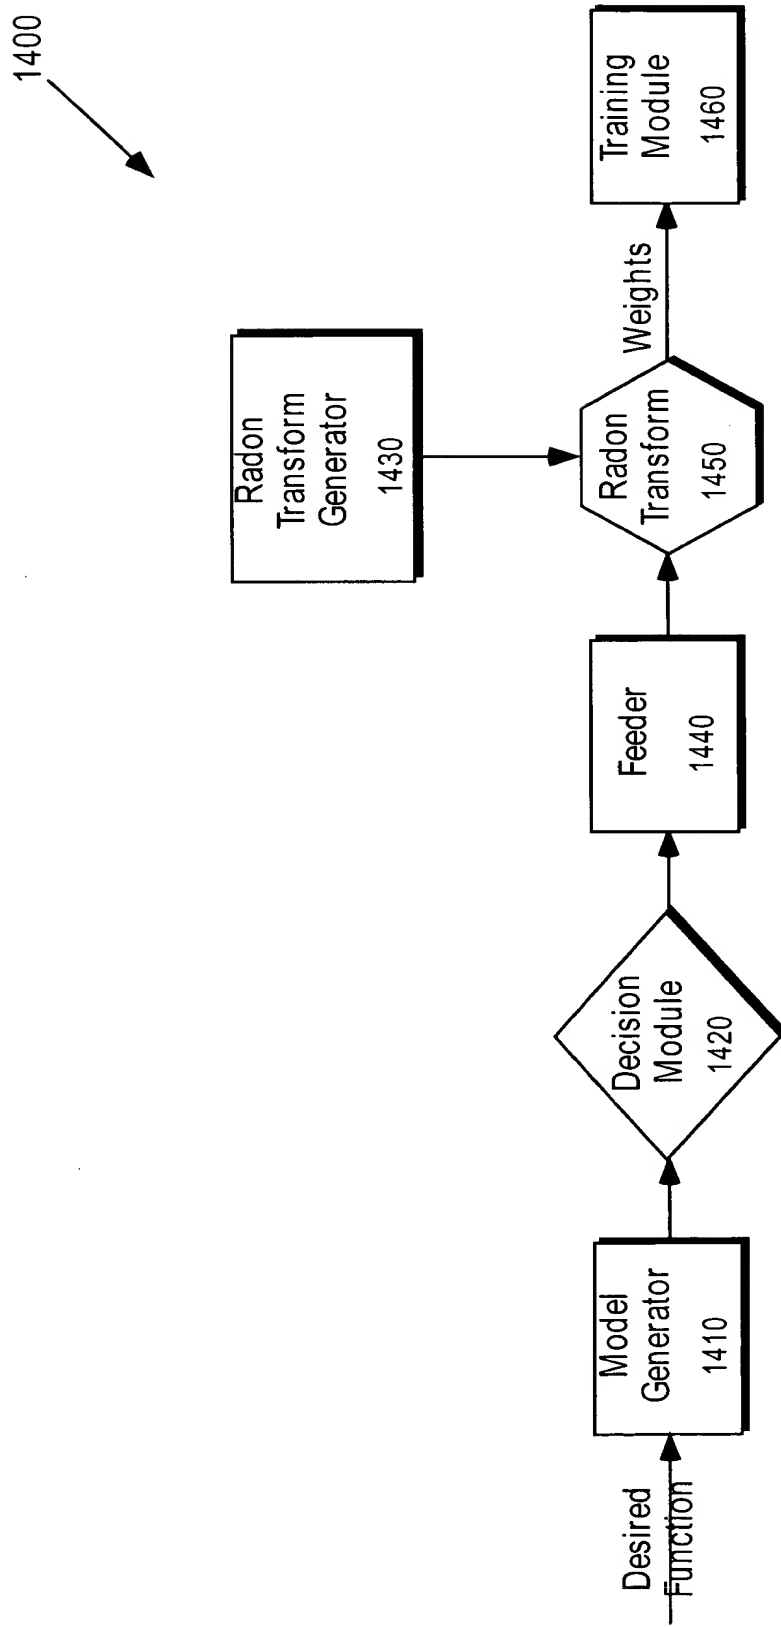 1400
Radon
Transform
Generator
1430
Desired
Function
Model
Generator
1410
Decision
Module
1420
Feeder
1440
Radon
Transform
1450
Weights
Training
Module
1460